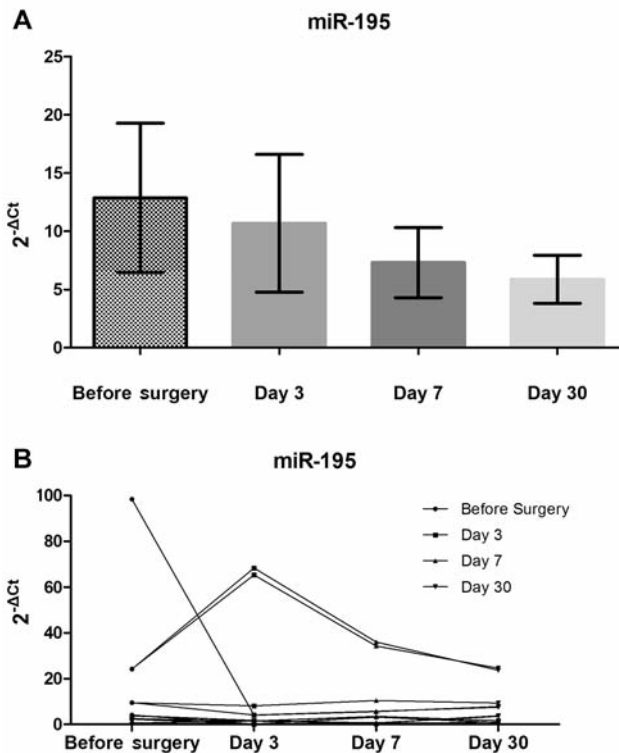 A
miR-195
25
20
15
10
5
0
2-ΔCt
Before surgery Day 3 Day 7 Day 30
B
miR-195
100
80
60
40
20
0
2-ΔCt
Before Surgery
Day 3
Day 7
Day 30
Before surgery Day 3 Day 7 Day 30